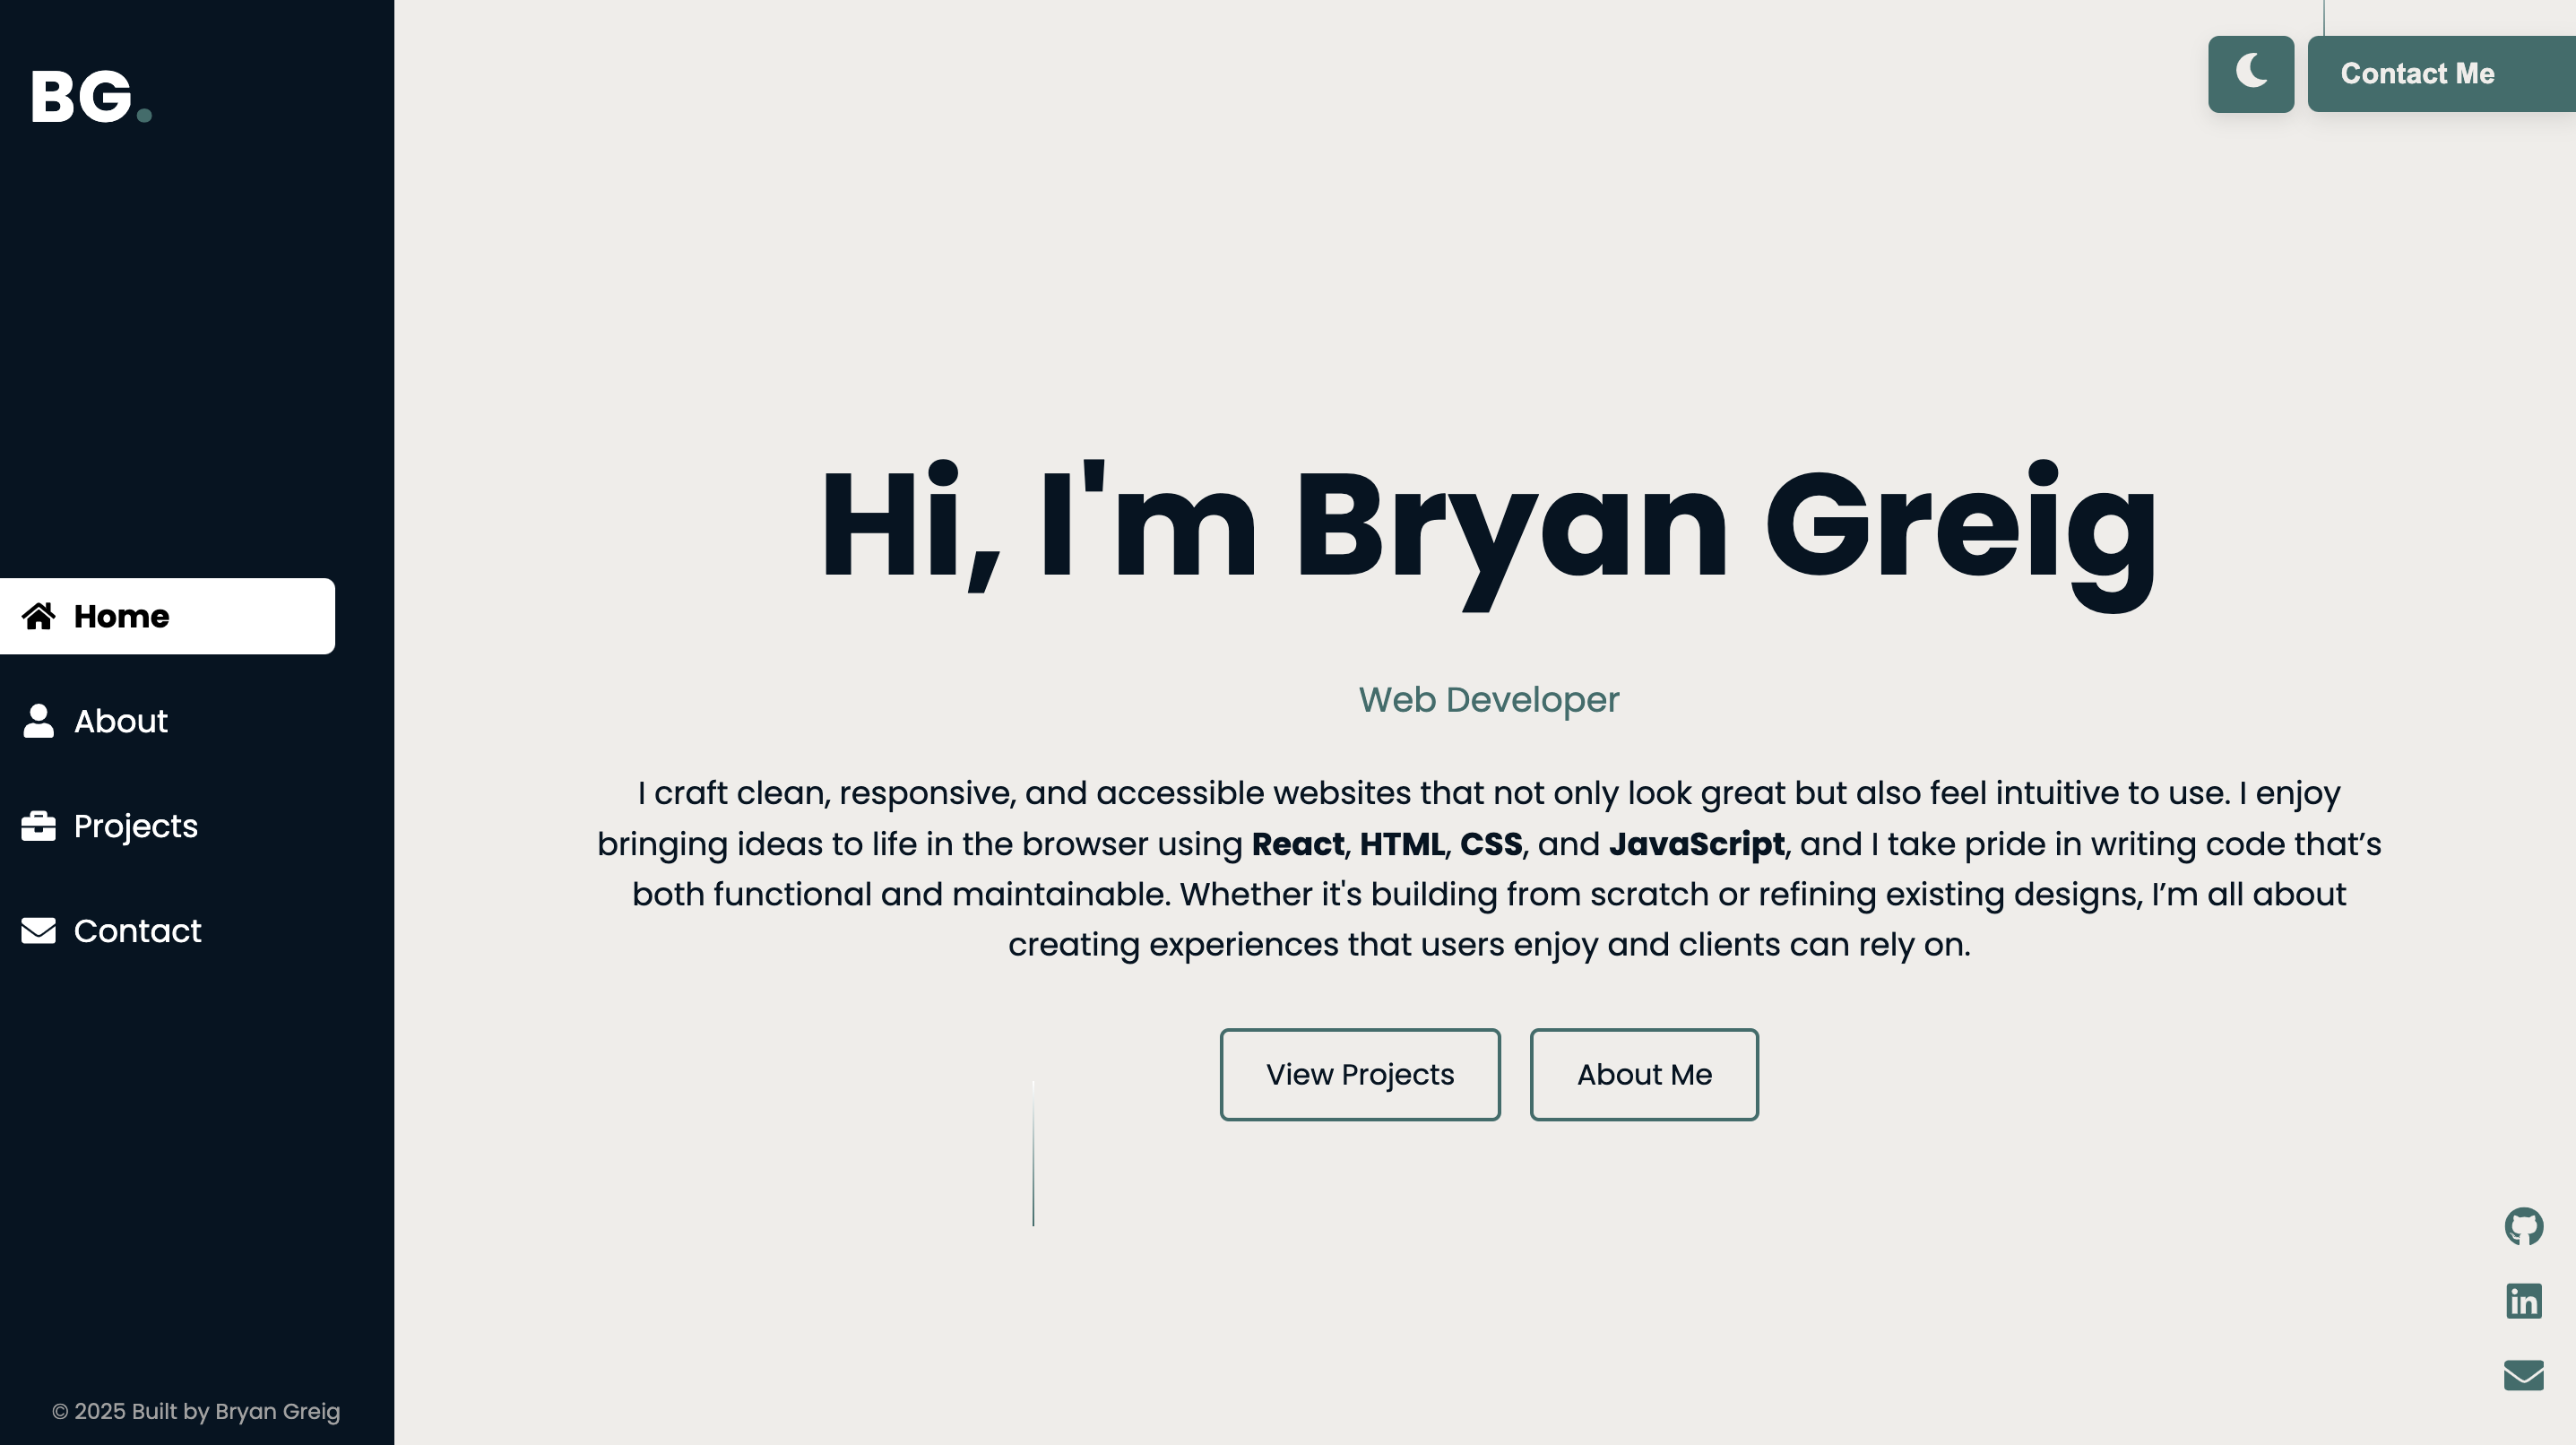 BG.
Home
About
Projects
Contact
© 2025 Built by Bryan Greig
Contact Me
Hi, I'm Bryan Greig
Web Developer
I craft clean, responsive, and accessible websites that not only look great but also feel intuitive to use. I enjoy
bringing ideas to life in the browser using React, HTML, CSS, and JavaScript, and I take pride in writing code that’s
both functional and maintainable. Whether it's building from scratch or refining existing designs, I’m all about
creating experiences that users enjoy and clients can rely on.
View Projects
About Me
in